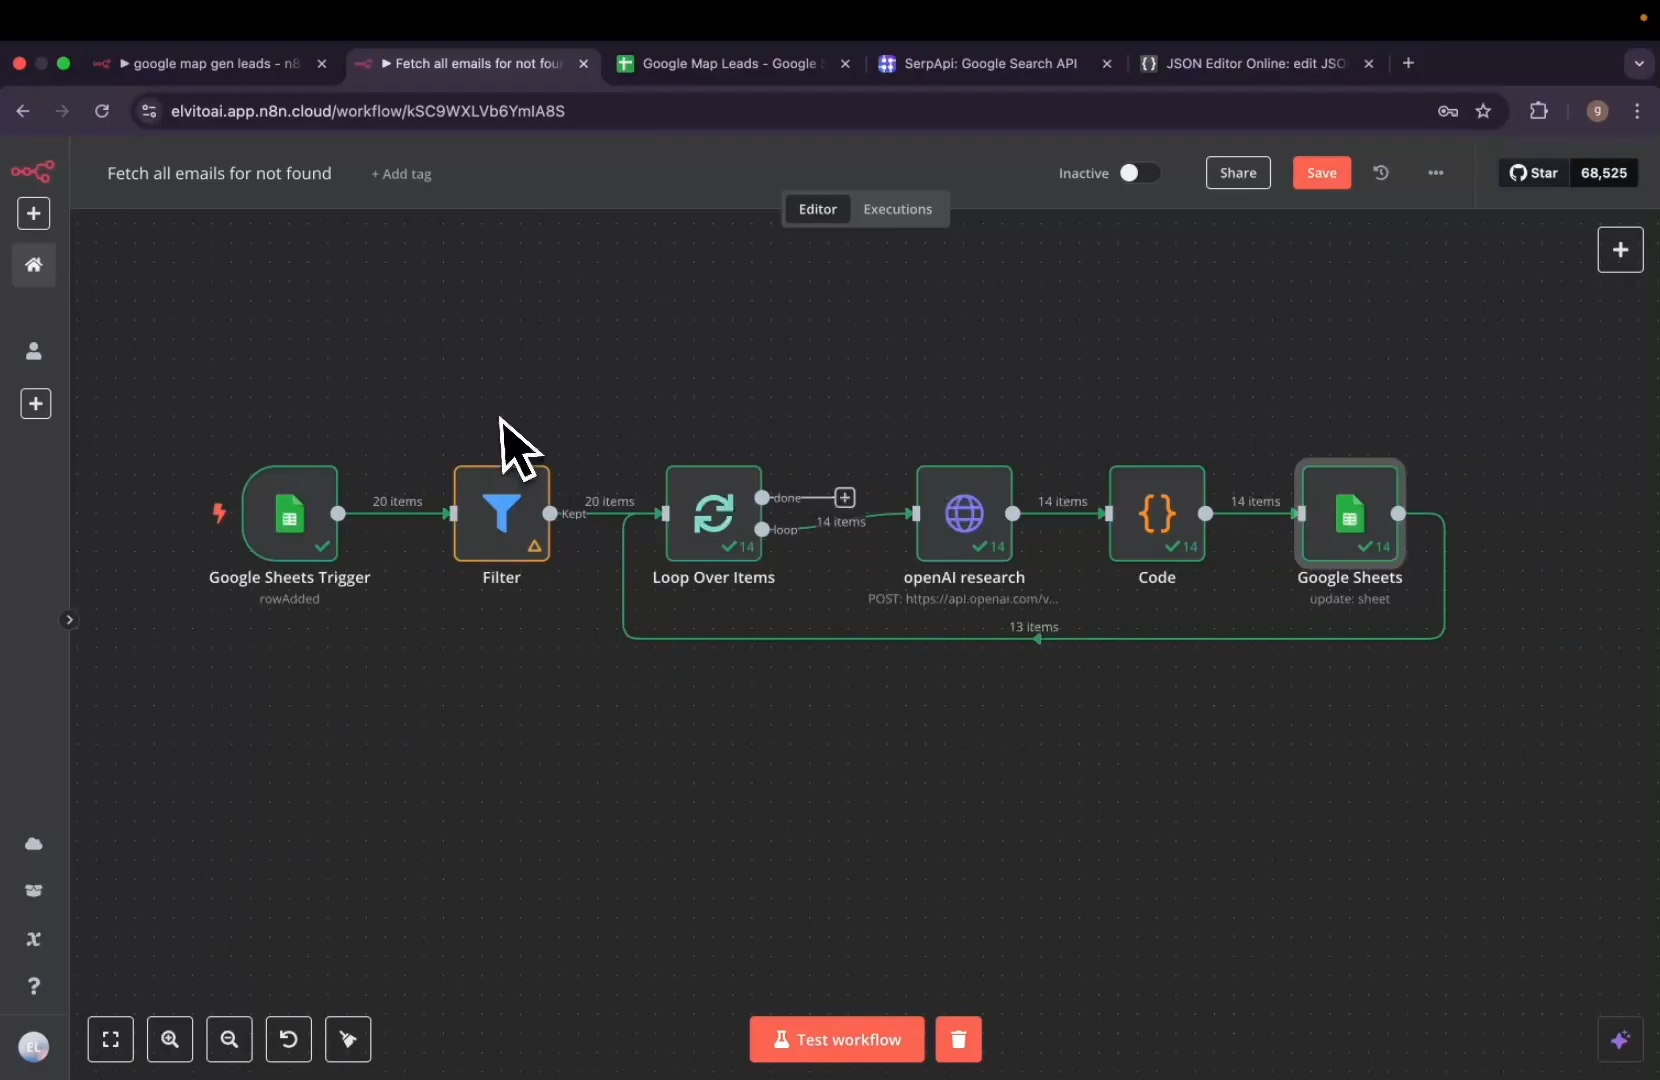 google map gen leads - n8
Fetch all emails for not foun
Google Map Leads - Google S
SerpApi: Google Search API
JSON Editor Online: edit JSO
elvitoai.app.n8n.cloud/workflow/kSC9WXLVb6YmIA8S
g
Fetch all emails for not found
+ Add tag
Inactive
Share
Save
Star
68,525
Editor
Executions
20 items
Kept
20 items
done
loop
14 items
14 items
14 items
14
14
14
14
Google Sheets Trigger
rowAdded
Filter
Loop Over Items
openAI research
POST: https://api.openai.com/v...
Code
Google Sheets
update: sheet
13 items
EL
Test workflow